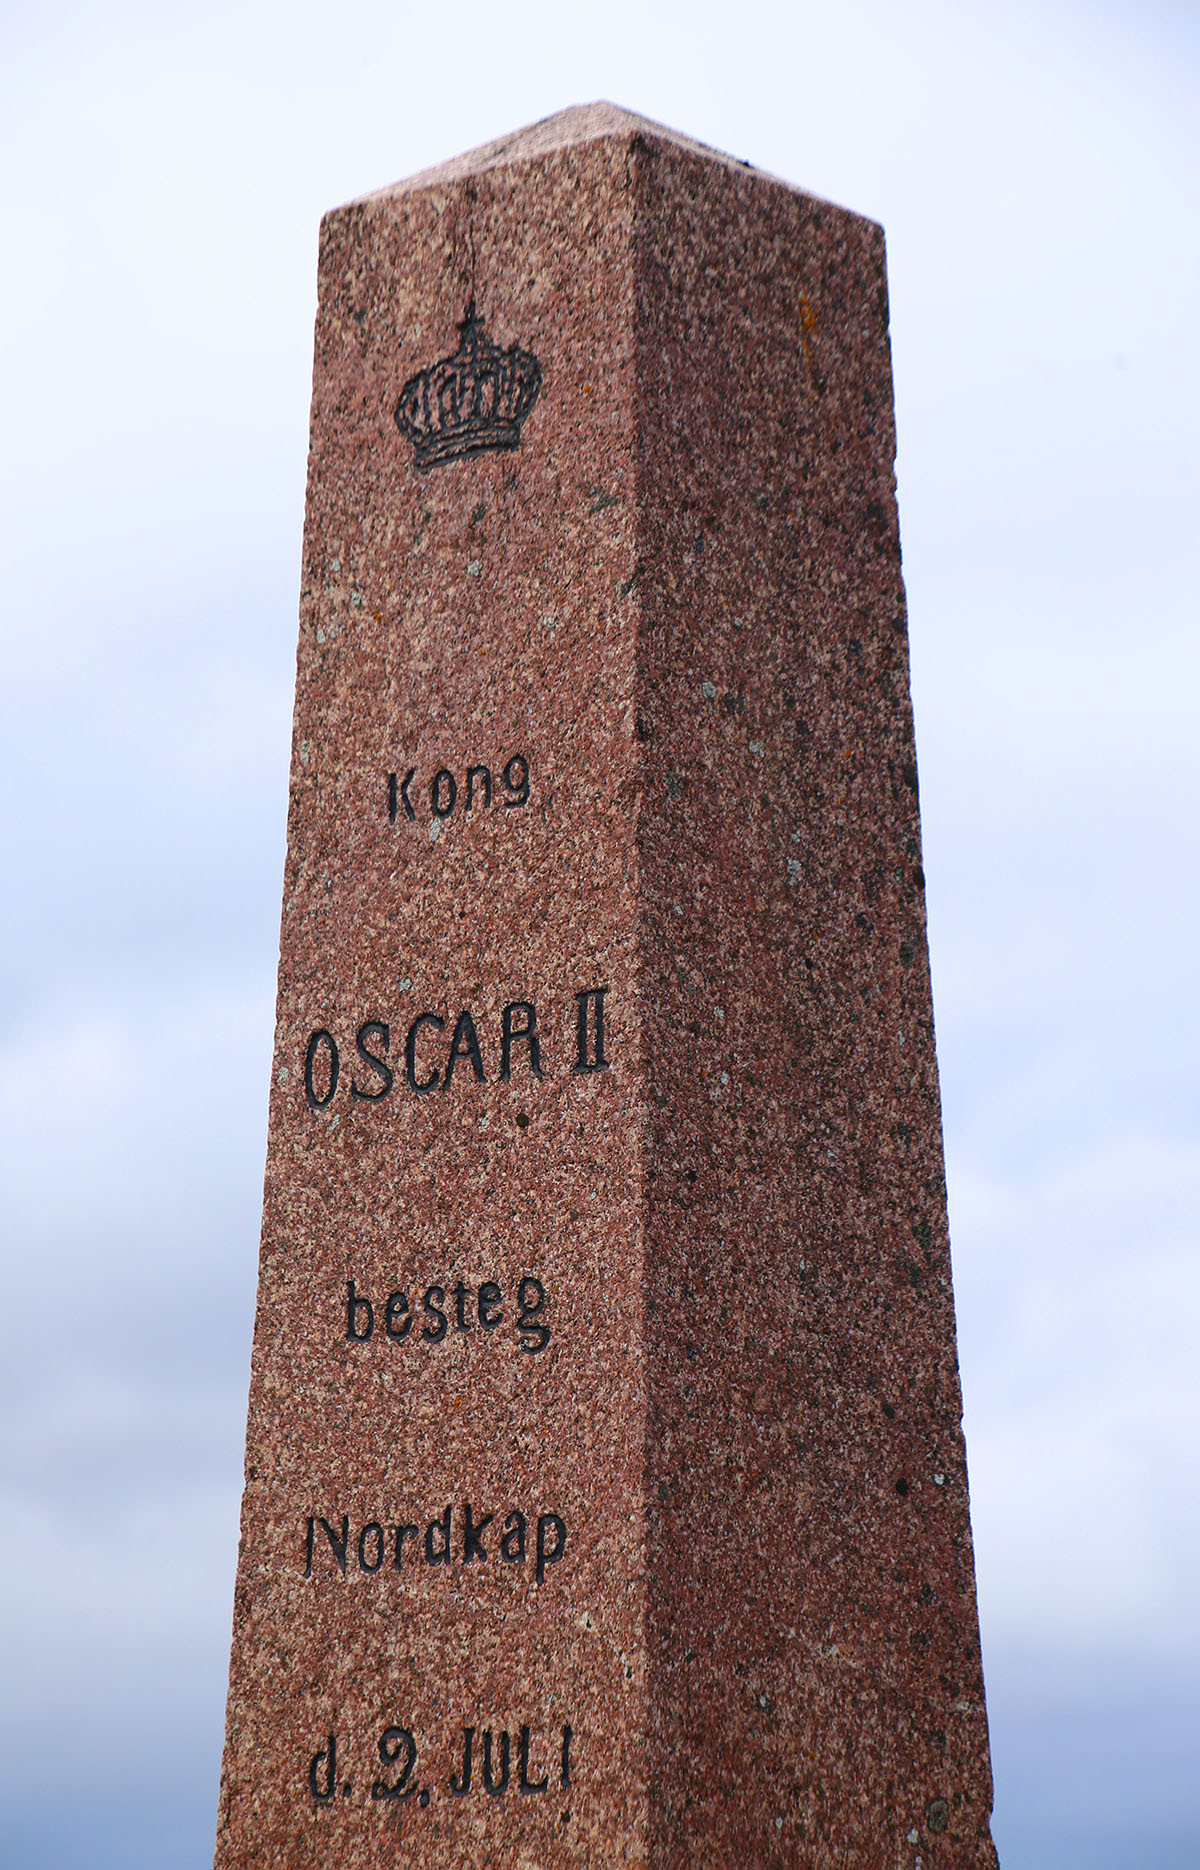 Kong
OSCAR II
besteg
Nordkap
d. 2. JULI